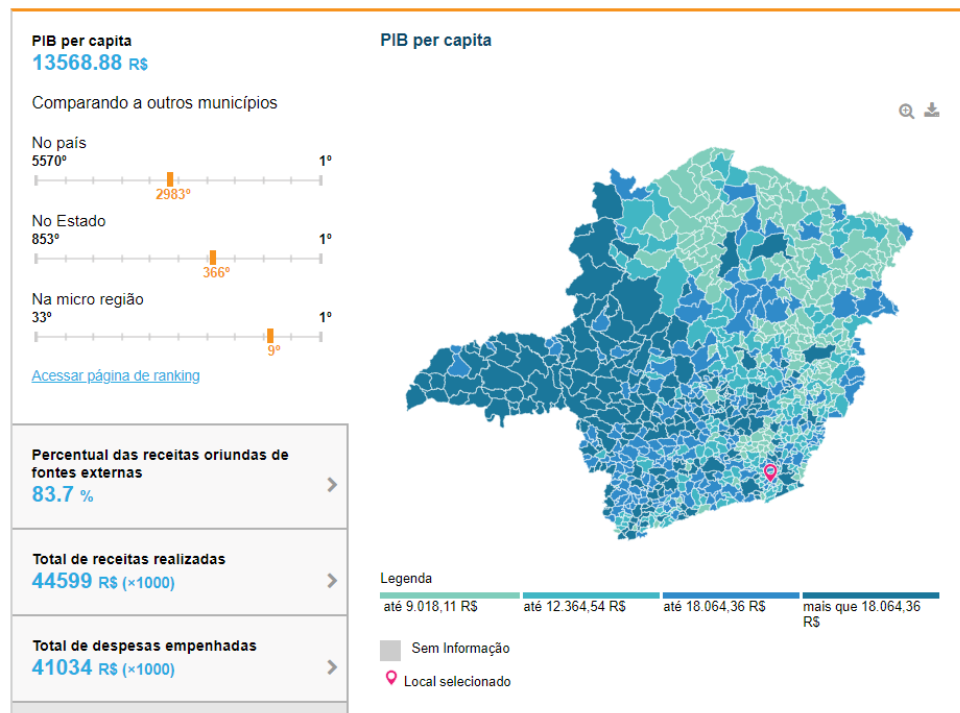 PIB per capita
13568.88 R$
Comparando a outros municípios
No país
5570º 1º
2983º
No Estado
853º 1º
366º
Na micro região
33º 1º
9º
Acessar página de ranking
Percentual das receitas oriundas de
fontes externas
83.7 %
Total de receitas realizadas
44599 R$ (×1000)
Total de despesas empenhadas
41034 R$ (×1000)
PIB per capita
Legenda
até 9.018,11 R$ até 12.364,54 R$ até 18.064,36 R$ mais que 18.064,36
R$
Sem Informação
Local selecionado